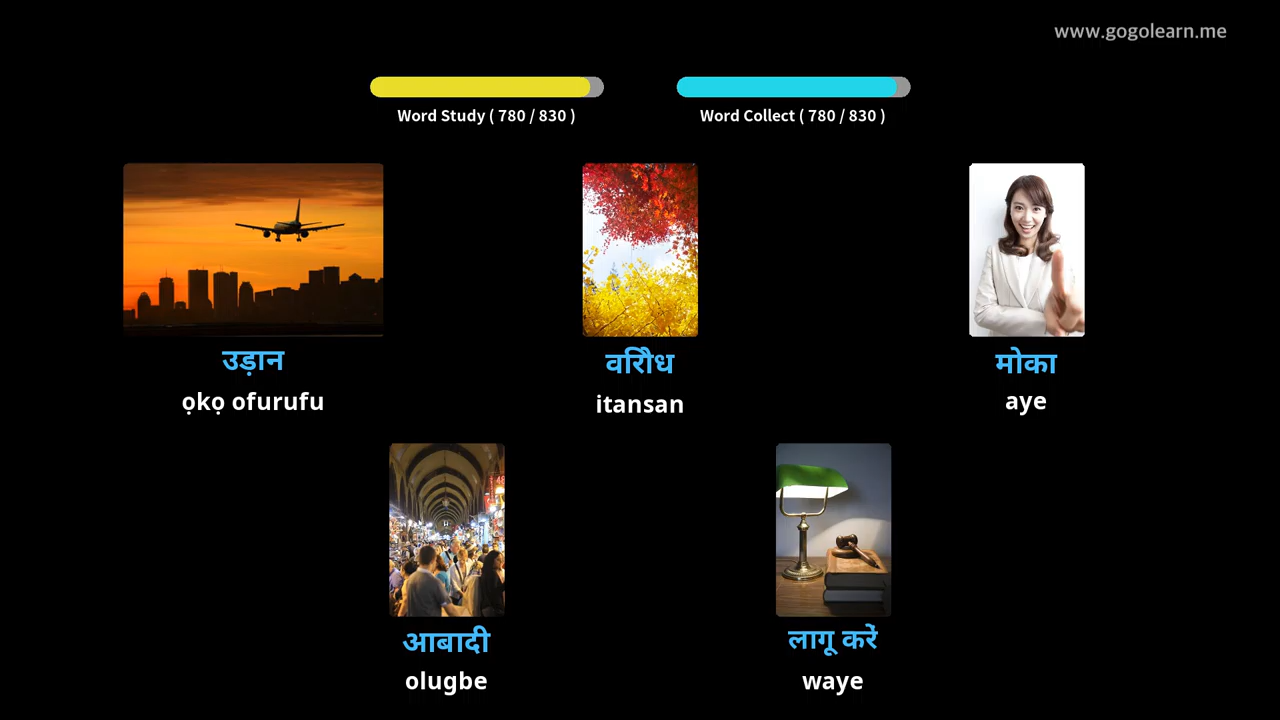 www.gogolearn.me
Word Study ( 780 / 830 )
Word Collect ( 780 / 830 )
उड़ान
ọkọ ofurufu
वरिोध
itansan
मोका
aye
आबादी
olugbe
लागू करें
waye